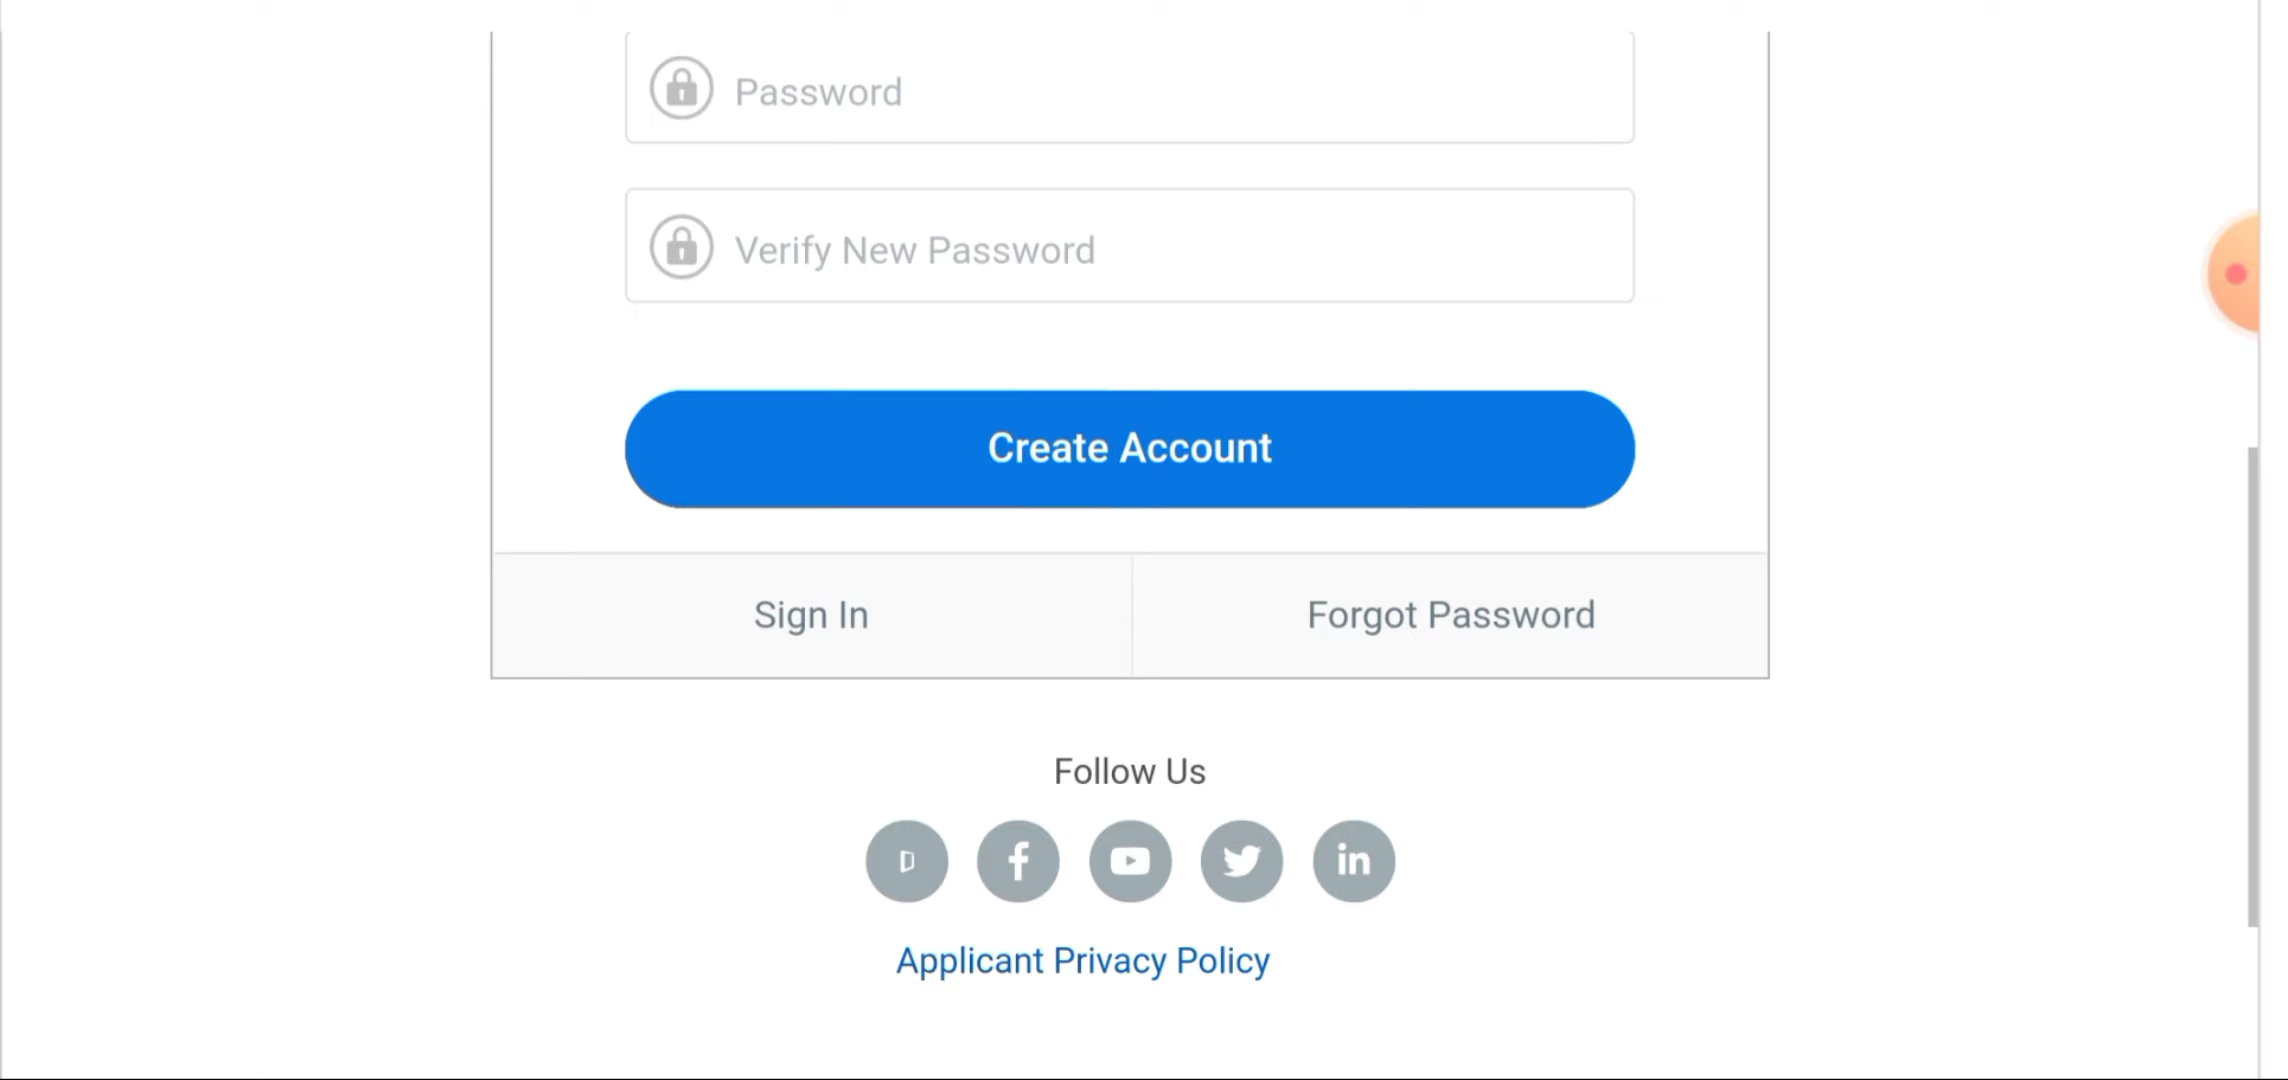 Password
Verify New Password
Create Account
Sign In
Forgot Password
Follow Us
Applicant Privacy Policy